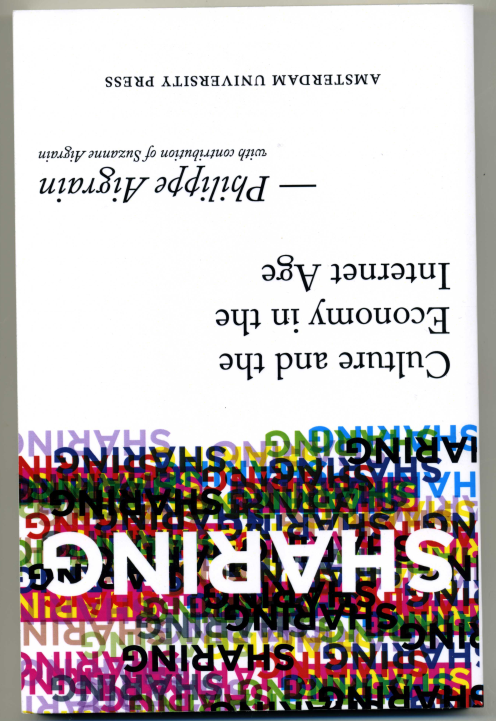 SHARING
Culture and the
Economy in the
Internet Age
— Philippe Aigrain
with contribution of Suzanne Aigrain
AMSTERDAM UNIVERSITY PRESS